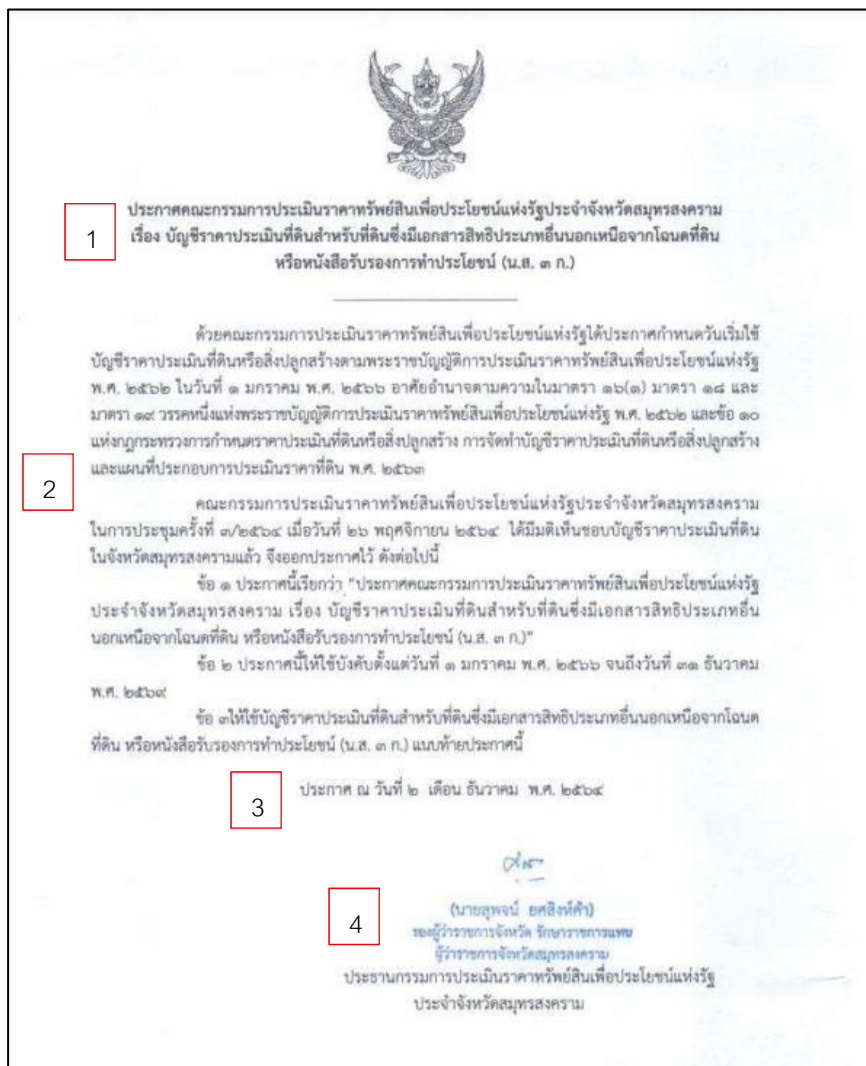 ประกาศคณะกรรมการประเมินราคาทรัพย์สินเพื่อประโยชน์แห่งรัฐประจำจังหวัดสมุทรสงคราม
1
เรื่อง บัญชีราคาประเมินที่ดินสำหรับที่ดินซึ่งมีเอกสารสิทธิประเภทอื่นนอกเหนือจากโฉนดที่ดิน
หรือหนังสือรับรองการทำประโยชน์ (น.ส. ๓ ก.)
ด้วยคณะกรรมการประเมินราคาทรัพย์สินเพื่อประโยชน์แห่งรัฐได้ประกาศกำหนดวันเริ่มใช้
บัญชีราคาประเมินที่ดินหรือสิ่งปลูกสร้างตามพระราชบัญญัติการประเมินราคาทรัพย์สินเพื่อประโยชน์แห่งรัฐ
พ.ศ. ๒๕๖๒ ในวันที่ ๑ มกราคม พ.ศ. ๒๕๖๖ อาศัยอำนาจตามความในมาตรา ๑๖(๑) มาตรา ๑๘ และ
มาตรา ๑๙ วรรคหนึ่งแห่งพระราชบัญญัติการประเมินราคาทรัพย์สินเพื่อประโยชน์แห่งรัฐ พ.ศ. ๒๕๖๒ และข้อ ๑๐
แห่งกฎกระทรวงการกำหนดราคาประเมินที่ดินหรือสิ่งปลูกสร้าง การจัดทำบัญชีราคาประเมินที่ดินหรือสิ่งปลูกสร้าง
และแผนที่ประกอบการประเมินราคาที่ดิน พ.ศ. ๒๕๖๓
2
คณะกรรมการประเมินราคาทรัพย์สินเพื่อประโยชน์แห่งรัฐประจำจังหวัดสมุทรสงคราม
ในการประชุมครั้งที่ ๓/๒๕๖๔ เมื่อวันที่ ๒๖ พฤศจิกายน ๒๕๖๔ ได้มีมติเห็นชอบบัญชีราคาประเมินที่ดิน
ในจังหวัดสมุทรสงครามแล้ว จึงออกประกาศไว้ ดังต่อไปนี้
ข้อ ๑ ประกาศนี้เรียกว่า "ประกาศคณะกรรมการประเมินราคาทรัพย์สินเพื่อประโยชน์แห่งรัฐ
ประจำจังหวัดสมุทรสงคราม เรื่อง บัญชีราคาประเมินที่ดินสำหรับที่ดินซึ่งมีเอกสารสิทธิประเภทอื่น
นอกเหนือจากโฉนดที่ดิน หรือหนังสือรับรองการทำประโยชน์ (น.ส. ๓ ก.)"
ข้อ ๒ ประกาศนี้ให้ใช้บังคับตั้งแต่วันที่ ๑ มกราคม พ.ศ. ๒๕๖๖ จนถึงวันที่ ๓๑ ธันวาคม
พ.ศ. ๒๕๖๙
ข้อ ๓ให้ใช้บัญชีราคาประเมินที่ดินสำหรับที่ดินซึ่งมีเอกสารสิทธิประเภทอื่นนอกเหนือจากโฉนด
ที่ดิน หรือหนังสือรับรองการทำประโยชน์ (น.ส. ๓ ก.) แนบท้ายประกาศนี้
3
ประกาศ ณ วันที่ ๒ เดือน ธันวาคม พ.ศ. ๒๕๖๔
4
(นายสุพจน์ ยศสิงห์คำ)
รองผู้ว่าราชการจังหวัด รักษาราชการแทน
ผู้ว่าราชการจังหวัดสมุทรสงคราม
ประธานกรรมการประเมินราคาทรัพย์สินเพื่อประโยชน์แห่งรัฐ
ประจำจังหวัดสมุทรสงคราม